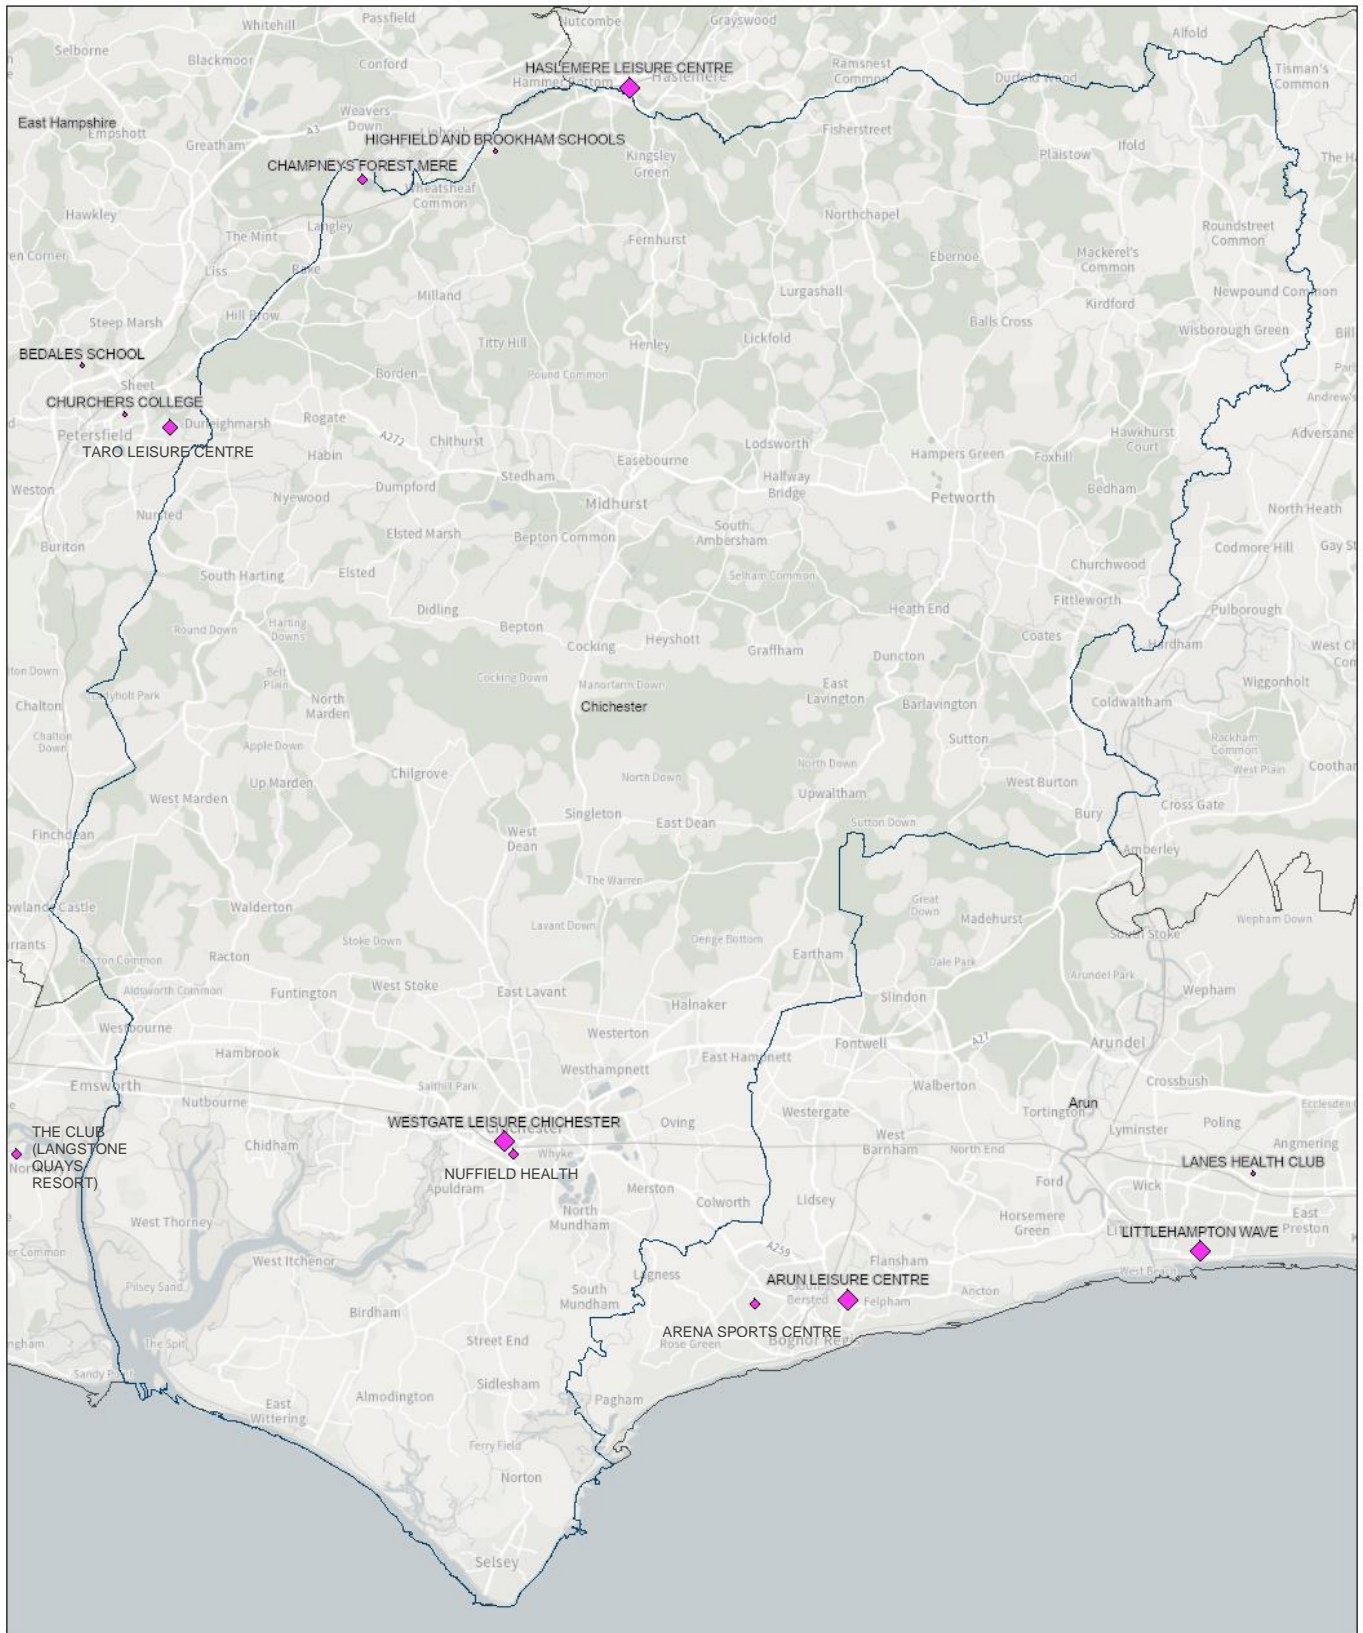 Whitehill
Passfield
Nutcombe
Grayswood
Alfold
Selborne
Blackmoor
Conford
HASLEMERE LEISURE CENTRE
Haslemere
Ramsnest
Common
Durfold Wood
Tisman's
Common
East Hampshire
Empshott
Weavers
Down
A3
Greatham
HIGHFIELD AND BROOKHAM SCHOOLS
Fisherstreet
Ifold
Plaistow
Kingsley
Green
CHAMPNEYS FOREST MERE
Wheatsheaf
Common
Hawkley
Langley
The Mint
Northchapel
Roundstreet
Common
Fernhurst
Ebernoe
Mackerel's
Common
Liss
Rake
Milland
Lurgashall
Kirdford
Newpound Common
Steep Marsh
Hill Brow
Balls Cross
Wisborough Green
Titty Hill
Henley
Lickfold
BEDALES SCHOOL
Sheet
Borden
Pound Common
CHURCHERS COLLEGE
Petersfield
Durleighmarsh
Rogate
A272
Chithurst
Lodsworth
Hampers Green
Hawkhurst
Court
Adversane
TARO LEISURE CENTRE
Habin
Easebourne
Foxhill
Weston
Nyewood
Dumpford
Stedham
Halfway
Bridge
Petworth
Bedham
Midhurst
Nursted
Elsted Marsh
Bepton Common
South
Ambersham
North Heath
Buriton
Codmore Hill
South Harting
Elsted
Selham Common
Churchwood
Fittleworth
Didling
Heath End
Pulborough
Round Down
Harting
Downs
Bepton
Cocking
Heyshott
Graffham
Coates
Hardham
Duncton
Belt
Plain
Cocking Down
Manorfarm Down
East
Lavington
Wiggonholt
Chalton
North
Marden
Chichester
Barlavington
Coldwaltham
Chalton
Down
Apple Down
Sutton
Rackham
Common
Up Marden
Chilgrove
North Down
North Down
West Burton
West Plain
West Marden
Upwaltham
Cross Gate
Singleton
East Dean
Sutton Down
Bury
Finchdean
West
Dean
Amberley
The Warren
Walderton
Great
Down
Madehurst
Wepham Down
Lavant Down
South Stoke
Stoke Down
Denge Bottom
Racton
Racton Common
Eartham
Dale Park
Arundel Park
Aldsworth Common
Funtington
West Stoke
East Lavant
Halnaker
Slindon
Wepham
Westbourne
Westerton
A27
Hambrook
East Hampnett
Fontwell
Arundel
Westhampnett
Emsworth
Nutbourne
Salthill Park
Walberton
Crossbush
Arun
Tortington
WESTGATE LEISURE CHICHESTER
Oving
Westergate
Poling
THE CLUB
(LANGSTONE
QUAYS
RESORT)
Chidham
Whyke
West
Barnham
North End
Lyminster
Angmering
NUFFIELD HEALTH
LANES HEALTH CLUB
Apuldram
Merston
Colworth
Lidsey
Ford
Wick
West Thorney
North
Mundham
Horsemere
Green
East
Preston
LITTLEHAMPTON WAVE
West Itchenor
A259
Flansham
West Beach
Pilsey Sand
South
Mundham
Lagness
ARUN LEISURE CENTRE
Ancton
Birdham
Bersted
Felpham
The Spit
Street End
ARENA SPORTS CENTRE
Rose Green
Bognor Regis
Almodington
Sidlesham
East
Wittering
Pagham
Ferry Field
Norton
Selsey